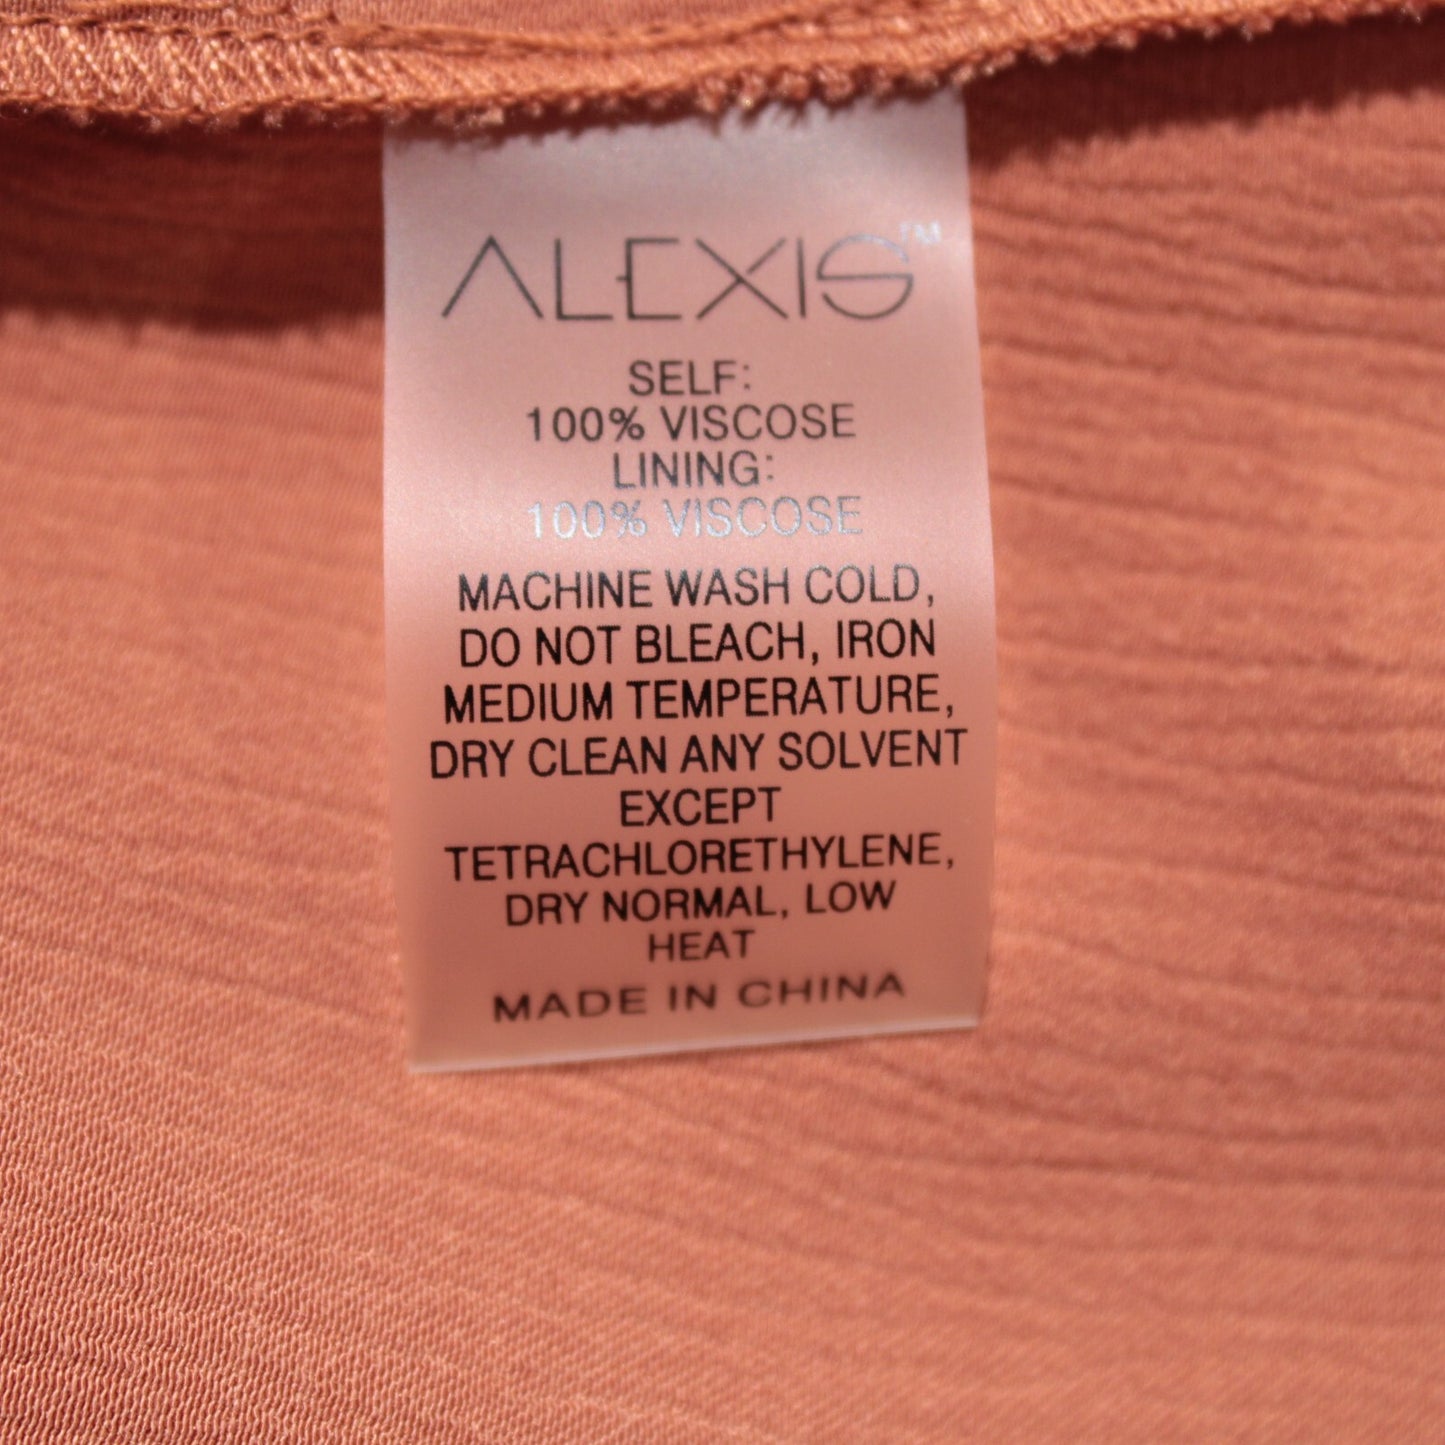 ALEXIS™
SELF:
100% VISCOSE
LINING:
100% VISCOSE
MACHINE WASH COLD,
DO NOT BLEACH, IRON
MEDIUM TEMPERATURE,
DRY CLEAN ANY SOLVENT
EXCEPT
TETRACHLORETHYLENE,
DRY NORMAL, LOW
HEAT
MADE IN CHINA